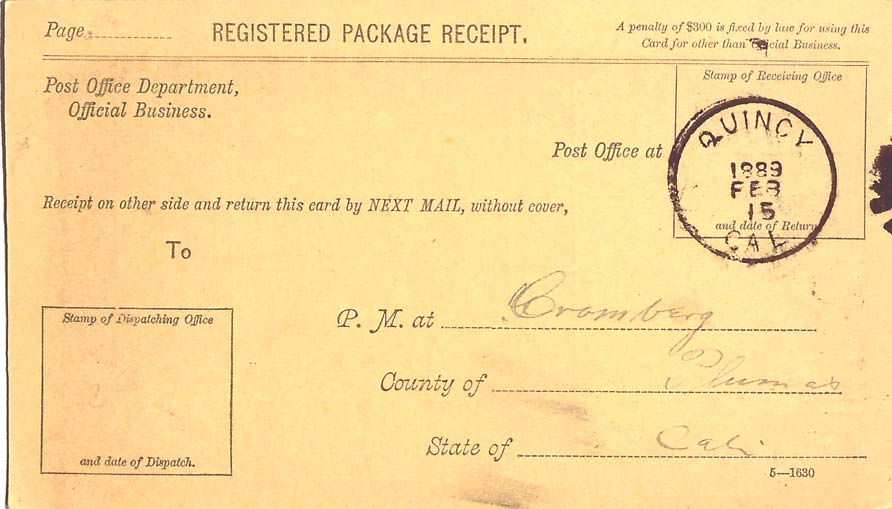 Page
REGISTERED PACKAGE RECEIPT.
A penalty of $300 is fixed by law for using this
Card for other than Official Business.
Post Office Department,
Official Business.
Stamp of Receiving Office
Post Office at
QUINCY
1889
FEB
15
CAL
and date of Return
Receipt on other side and return this card by NEXT MAIL, without cover,
To
Stamp of Dispatching Office
and date of Dispatch.
P. M. at Cromberg
County of Plumas
State of Cali
5—1630